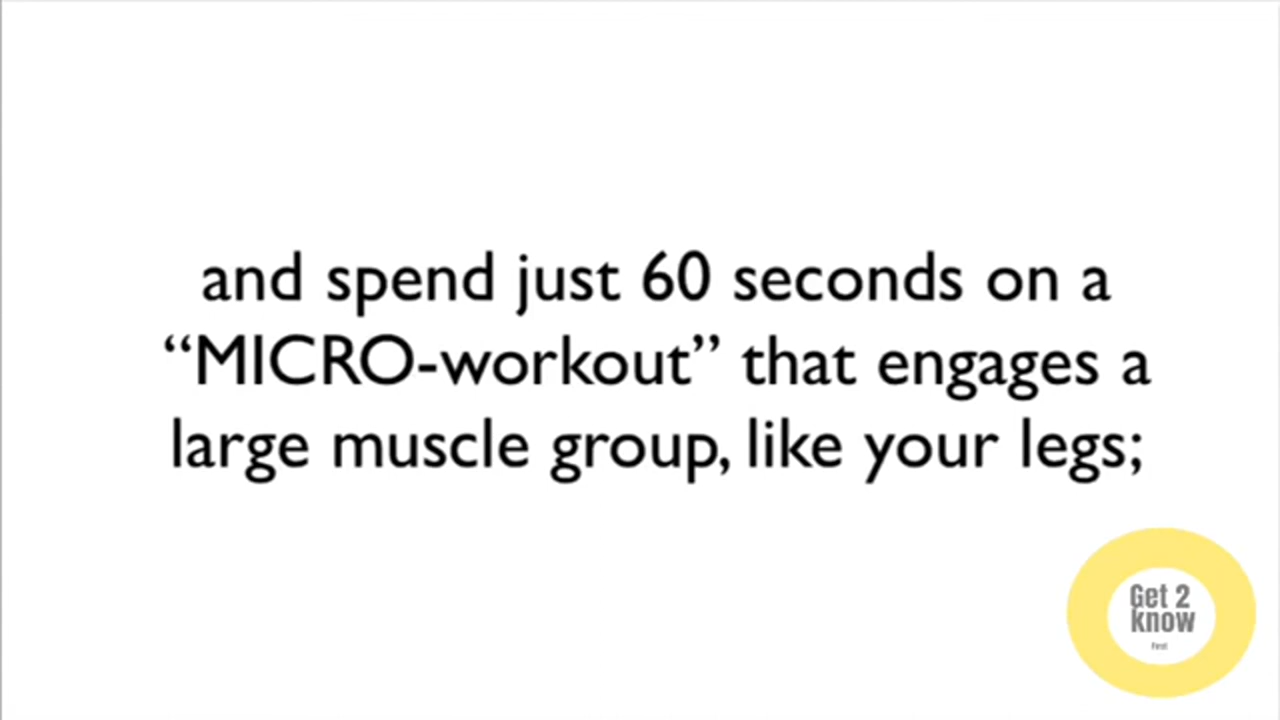 and spend just 60 seconds on a
“MICRO-workout” that engages a
large muscle group, like your legs;
Get 2
know
First